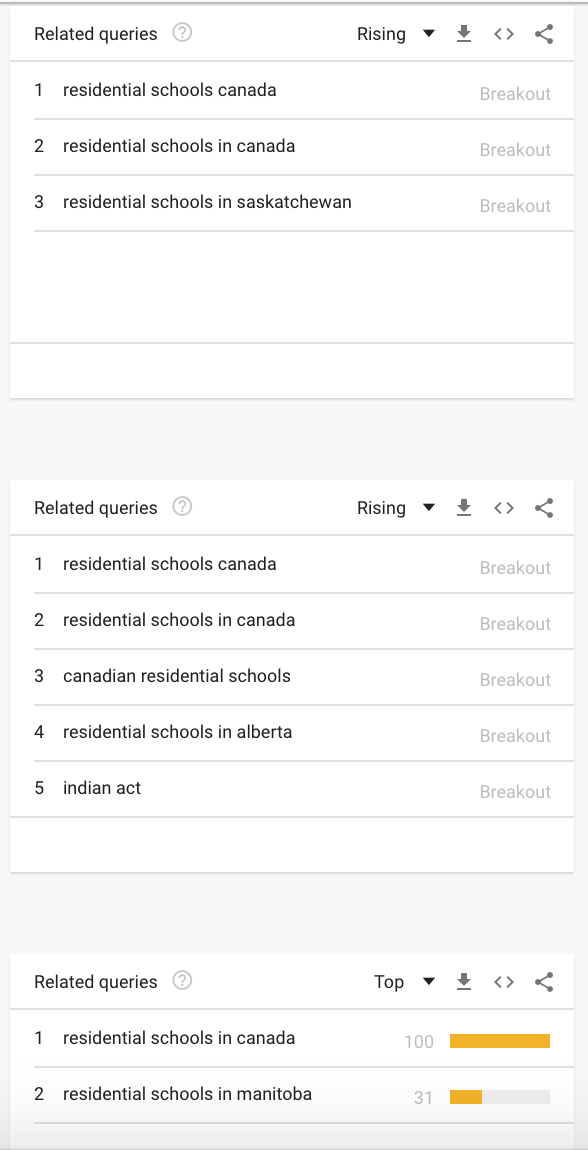 Related queries ? Rising
1 residential schools canada Breakout
2 residential schools in canada Breakout
3 residential schools in saskatchewan Breakout
Related queries ? Rising
1 residential schools canada Breakout
2 residential schools in canada Breakout
3 canadian residential schools Breakout
4 residential schools in alberta Breakout
5 indian act Breakout
Related queries ? Top
1 residential schools in canada 100
2 residential schools in manitoba 31